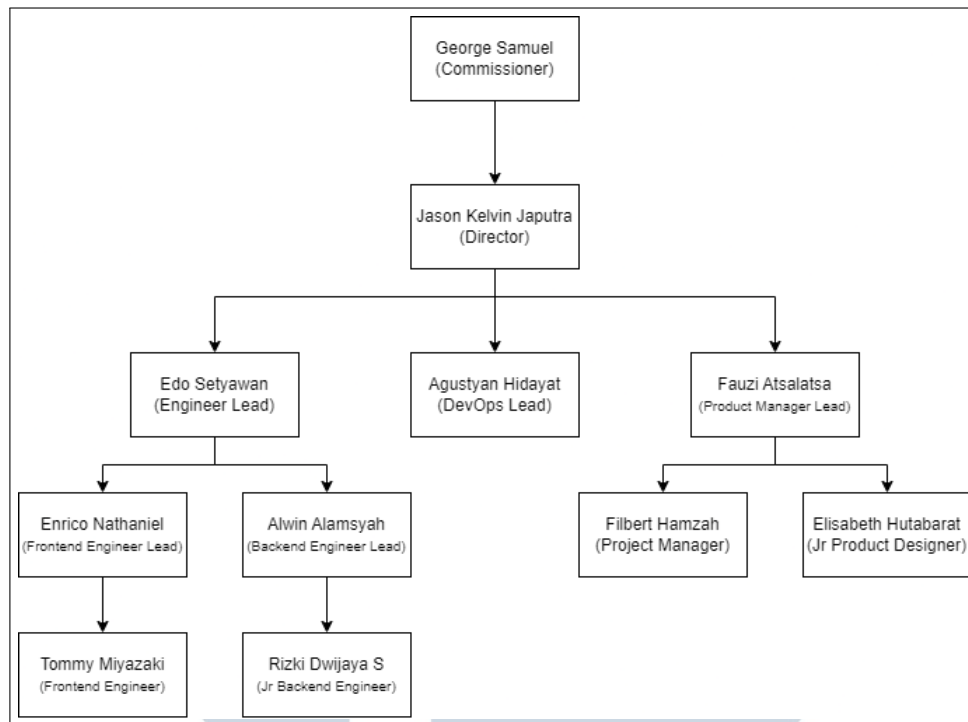 George Samuel
(Commissioner)
Jason Kelvin Japutra
(Director)
Edo Setyawan
(Engineer Lead)
Agustyan Hidayat
(DevOps Lead)
Fauzi Atsalatsa
(Product Manager Lead)
Enrico Nathaniel
(Frontend Engineer Lead)
Alwin Alamsyah
(Backend Engineer Lead)
Filbert Hamzah
(Project Manager)
Elisabeth Hutabarat
(Jr Product Designer)
Tommy Miyazaki
(Frontend Engineer)
Rizki Dwijaya S
(Jr Backend Engineer)